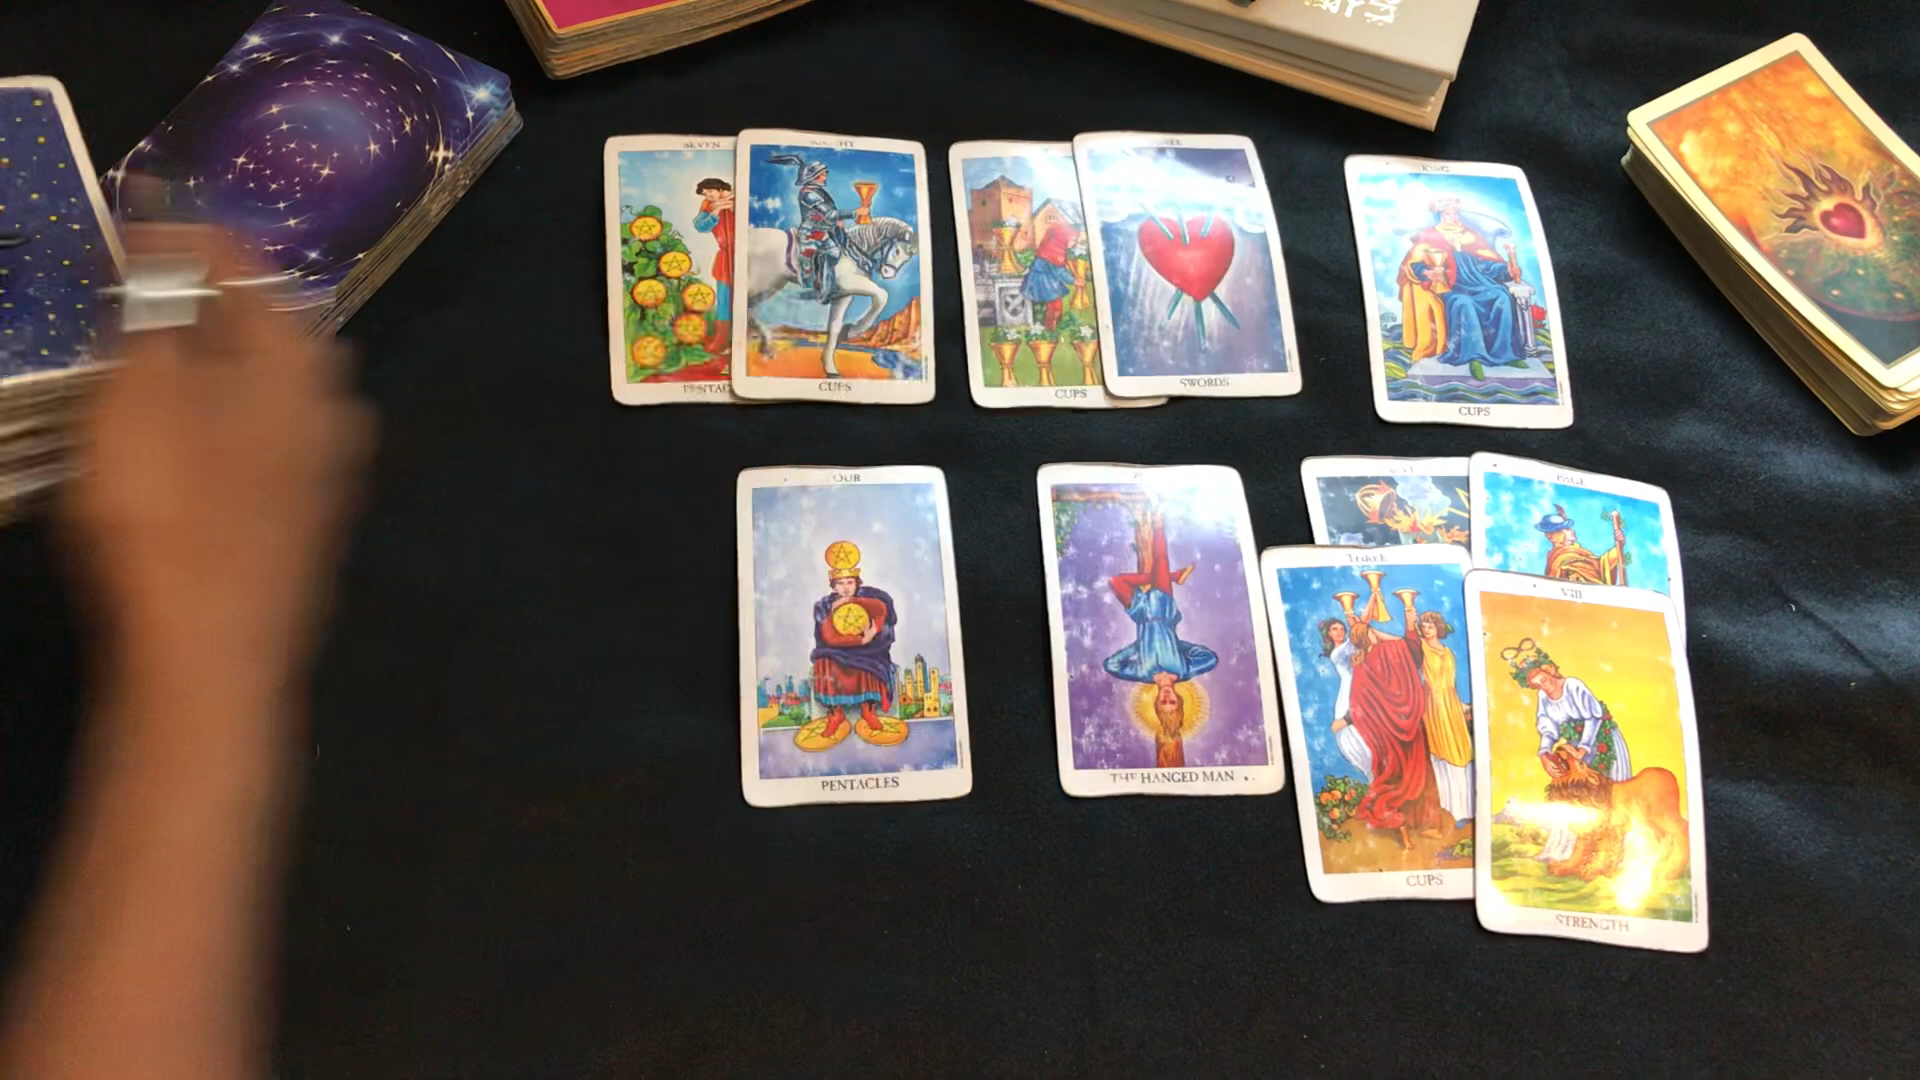 SEVEN
CUPS
CUPS
SWORDS
KING
CUPS
PENTACLES
THE HANGED MAN
PAGE
THREE
CUPS
VIII
STRENGTH